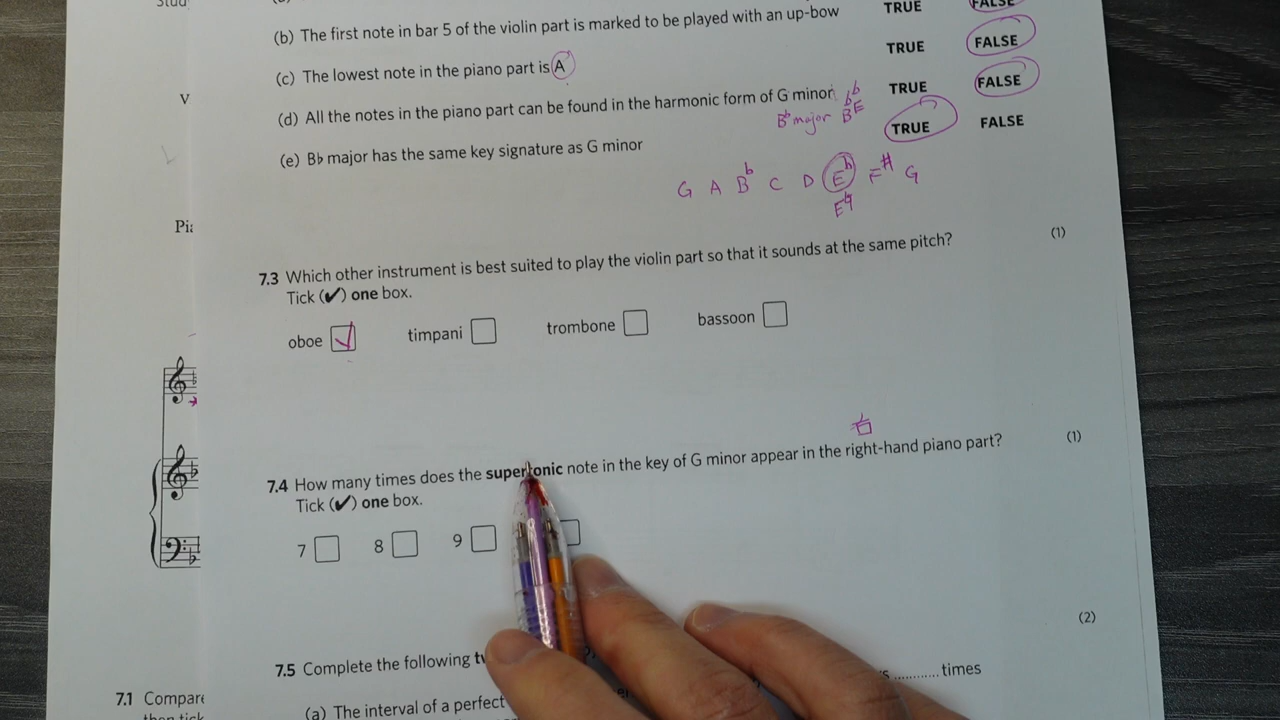 Stud
(b) The first note in bar 5 of the violin part is marked to be played with an up-bow TRUE FALSE
(c) The lowest note in the piano part is A TRUE FALSE
(d) All the notes in the piano part can be found in the harmonic form of G minor TRUE FALSE
B♭ major B♭ E♭
(e) B♭ major has the same key signature as G minor TRUE FALSE
G A B♭ C D E♭ F# G
E♮
V
7.3 Which other instrument is best suited to play the violin part so that it sounds at the same pitch? (1)
Tick (✔) one box.
oboe ✓ timpani trombone bassoon
7.4 How many times does the supertonic note in the key of G minor appear in the right-hand piano part? (1)
Tick (✔) one box.
7 8 9
(2)
7.5 Complete the following
............ times
(a) The interval of a perfect
7.1 Compare